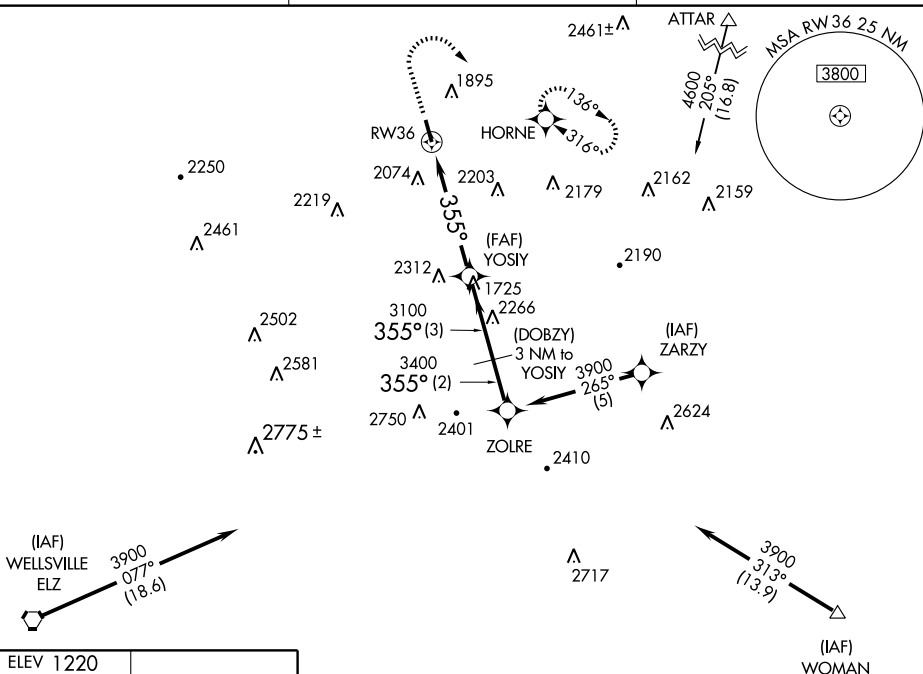 2461±
ATTAR
MSA RW 36 25 NM
3800
4600
205°
(16.8)
1895
136°
316°
RW36
HORNE
2250
2074
2203
2179
2162
2159
2219
2461
355°
(FAF)
YOSIY
2190
2312
1725
2266
3100
355° (3)
2502
(DOBZY)
3 NM to
YOSIY
(IAF)
ZARZY
2581
3400
355° (2)
3900
265°
(5)
2750
2401
2624
2775 ±
ZOLRE
2410
(IAF)
WELLSVILLE
ELZ
3900
077°
(18.6)
2717
3900
313°
(13.9)
(IAF)
WOMAN
ELEV 1220